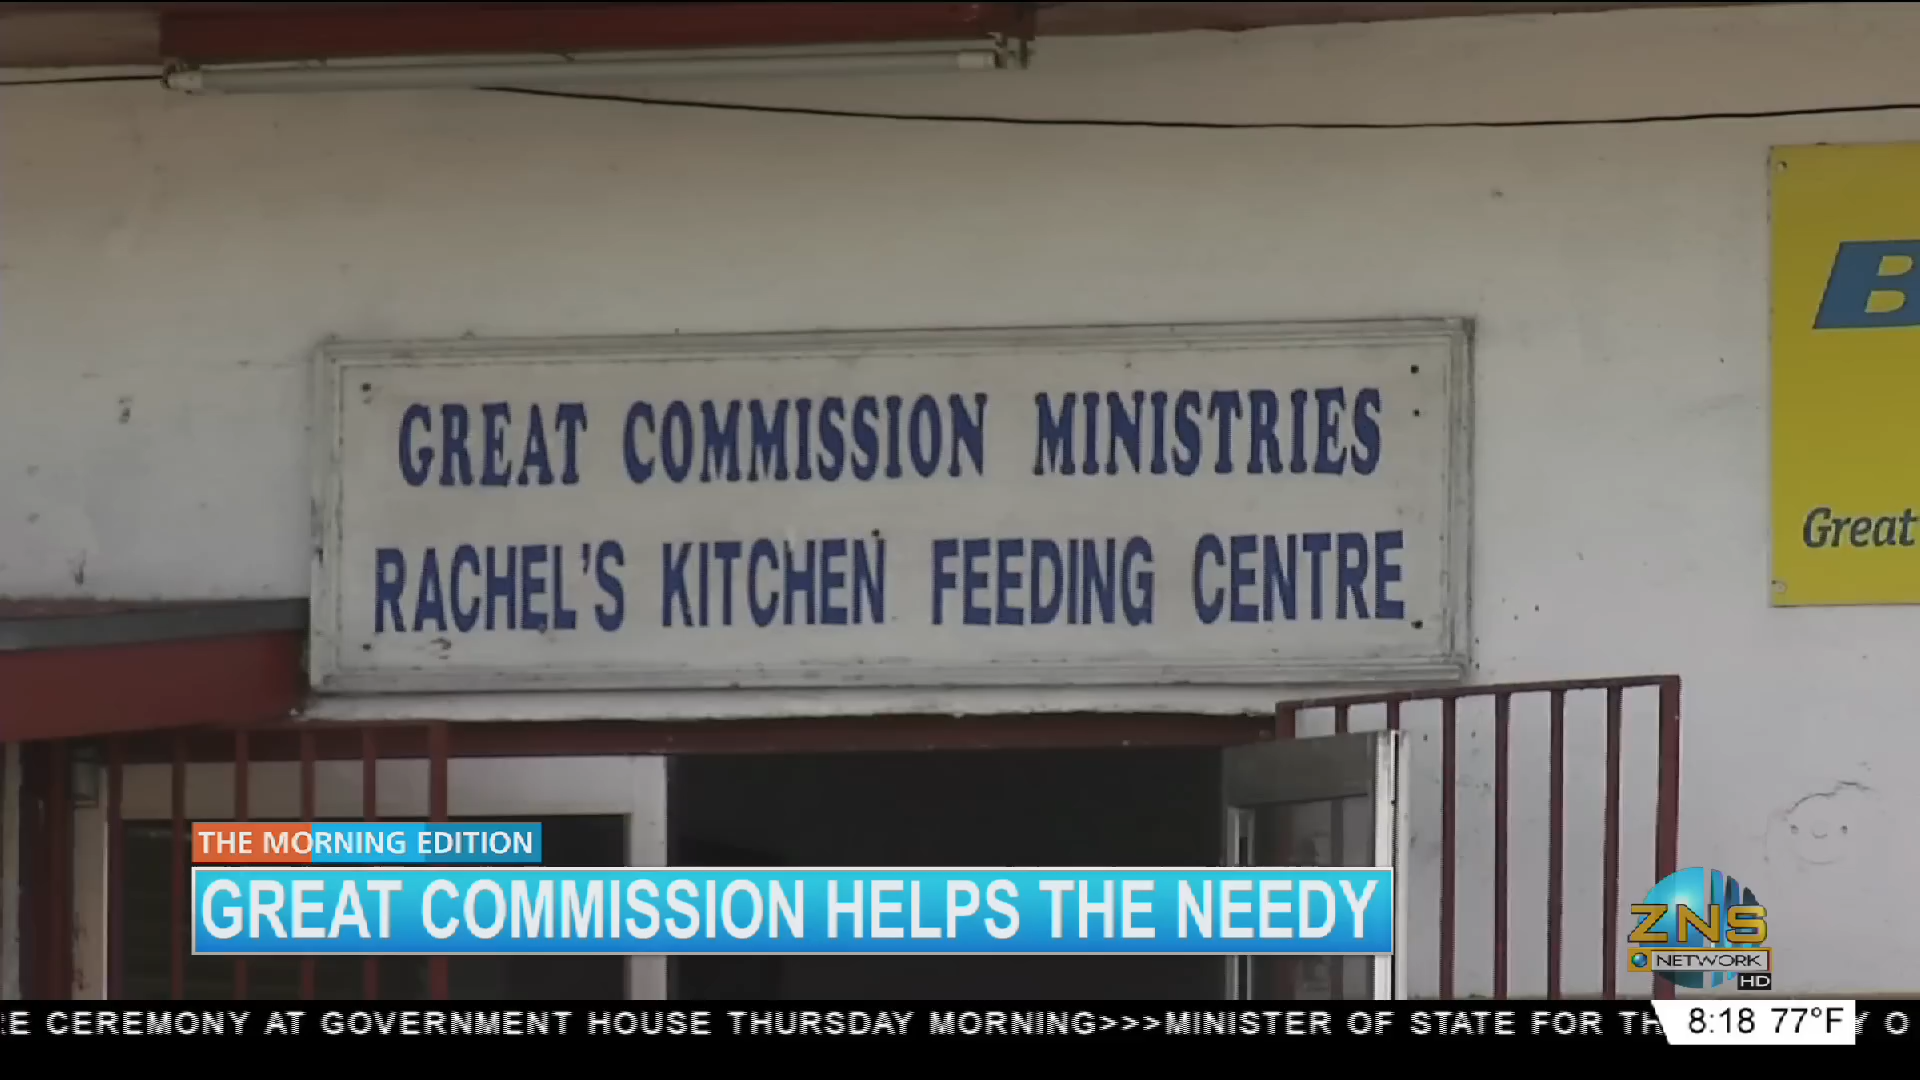 B
Great
GREAT COMMISSION MINISTRIES
RACHEL'S KITCHEN FEEDING CENTRE
THE MORNING EDITION
GREAT COMMISSION HELPS THE NEEDY
ZNS
NETWORK
HD
CEREMONY AT GOVERNMENT HOUSE THURSDAY MORNING>>>MINISTER OF STATE FOR
8:18 77°F